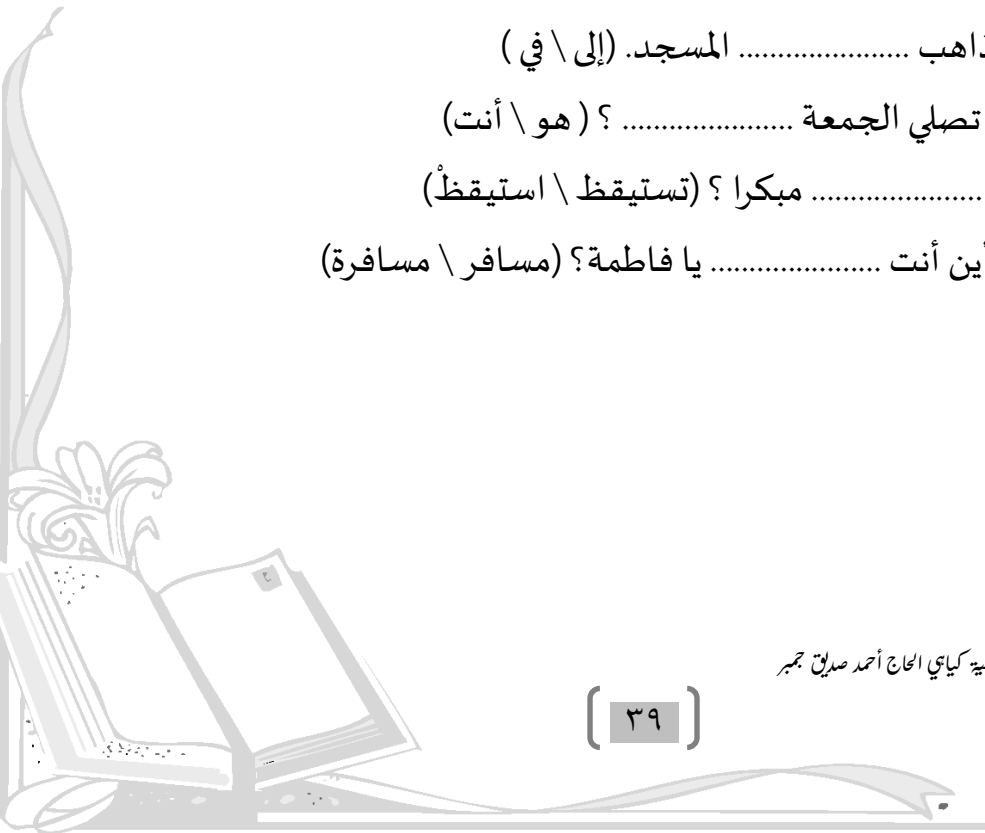 ذاهب ...................... المسجد. (إلى \ في )
تصلي الجمعة ...................... ؟ ( هو \ أنت)
...................... مبكرا ؟ (تستيقظ \ استيقظْ)
أين أنت ..................... يا فاطمة؟ (مسافر \ مسافرة)
كياهي الحاج أحمد صديق جمبر
٣٩